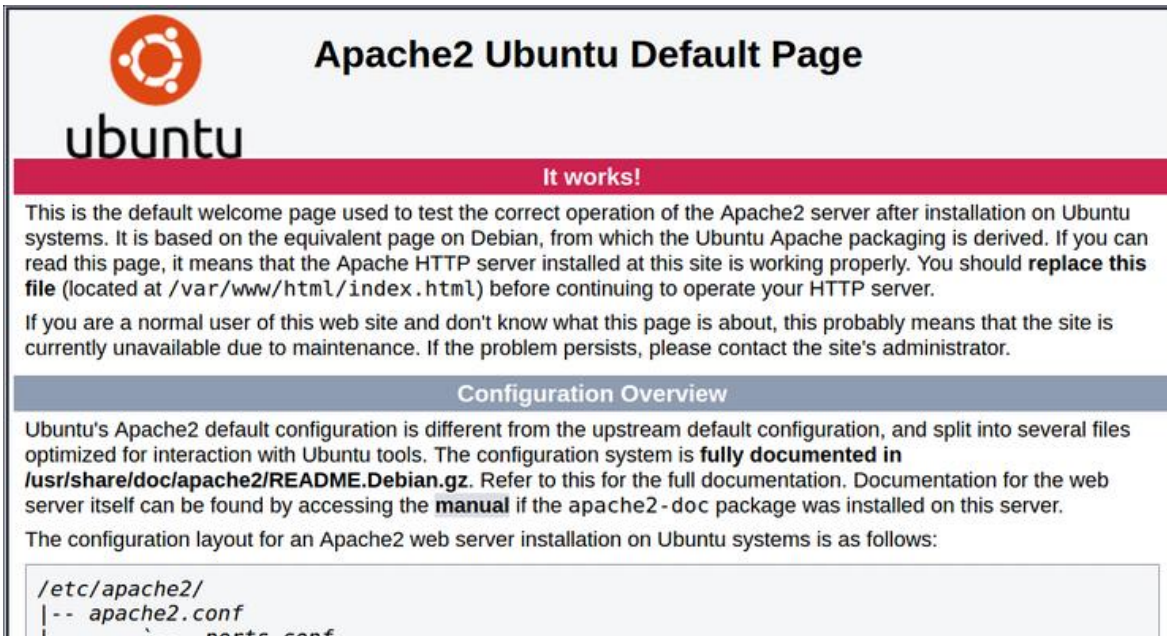 Apache2 Ubuntu Default Page
ubuntu
It works!
This is the default welcome page used to test the correct operation of the Apache2 server after installation on Ubuntu
systems. It is based on the equivalent page on Debian, from which the Ubuntu Apache packaging is derived. If you can
read this page, it means that the Apache HTTP server installed at this site is working properly. You should replace this
file (located at /var/www/html/index.html) before continuing to operate your HTTP server.
If you are a normal user of this web site and don't know what this page is about, this probably means that the site is
currently unavailable due to maintenance. If the problem persists, please contact the site's administrator.
Configuration Overview
Ubuntu's Apache2 default configuration is different from the upstream default configuration, and split into several files
optimized for interaction with Ubuntu tools. The configuration system is fully documented in
/usr/share/doc/apache2/README.Debian.gz. Refer to this for the full documentation. Documentation for the web
server itself can be found by accessing the manual if the apache2-doc package was installed on this server.
The configuration layout for an Apache2 web server installation on Ubuntu systems is as follows:
/etc/apache2/
|-- apache2.conf